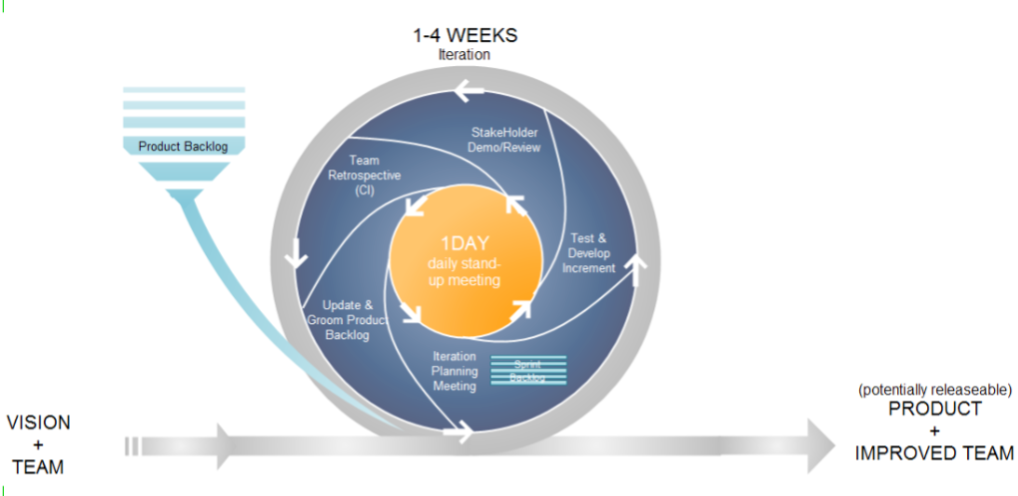 1-4 WEEKS
Iteration
Product Backlog
StakeHolder
Demo/Review
Team
Retrospective
(CI)
1DAY
daily stand-
up meeting
Test &
Develop
Increment
Update &
Groom Product
Backlog
Iteration
Planning
Meeting
Sprint
Backlog
VISION
+
TEAM
(potentially releaseable)
PRODUCT
+
IMPROVED TEAM